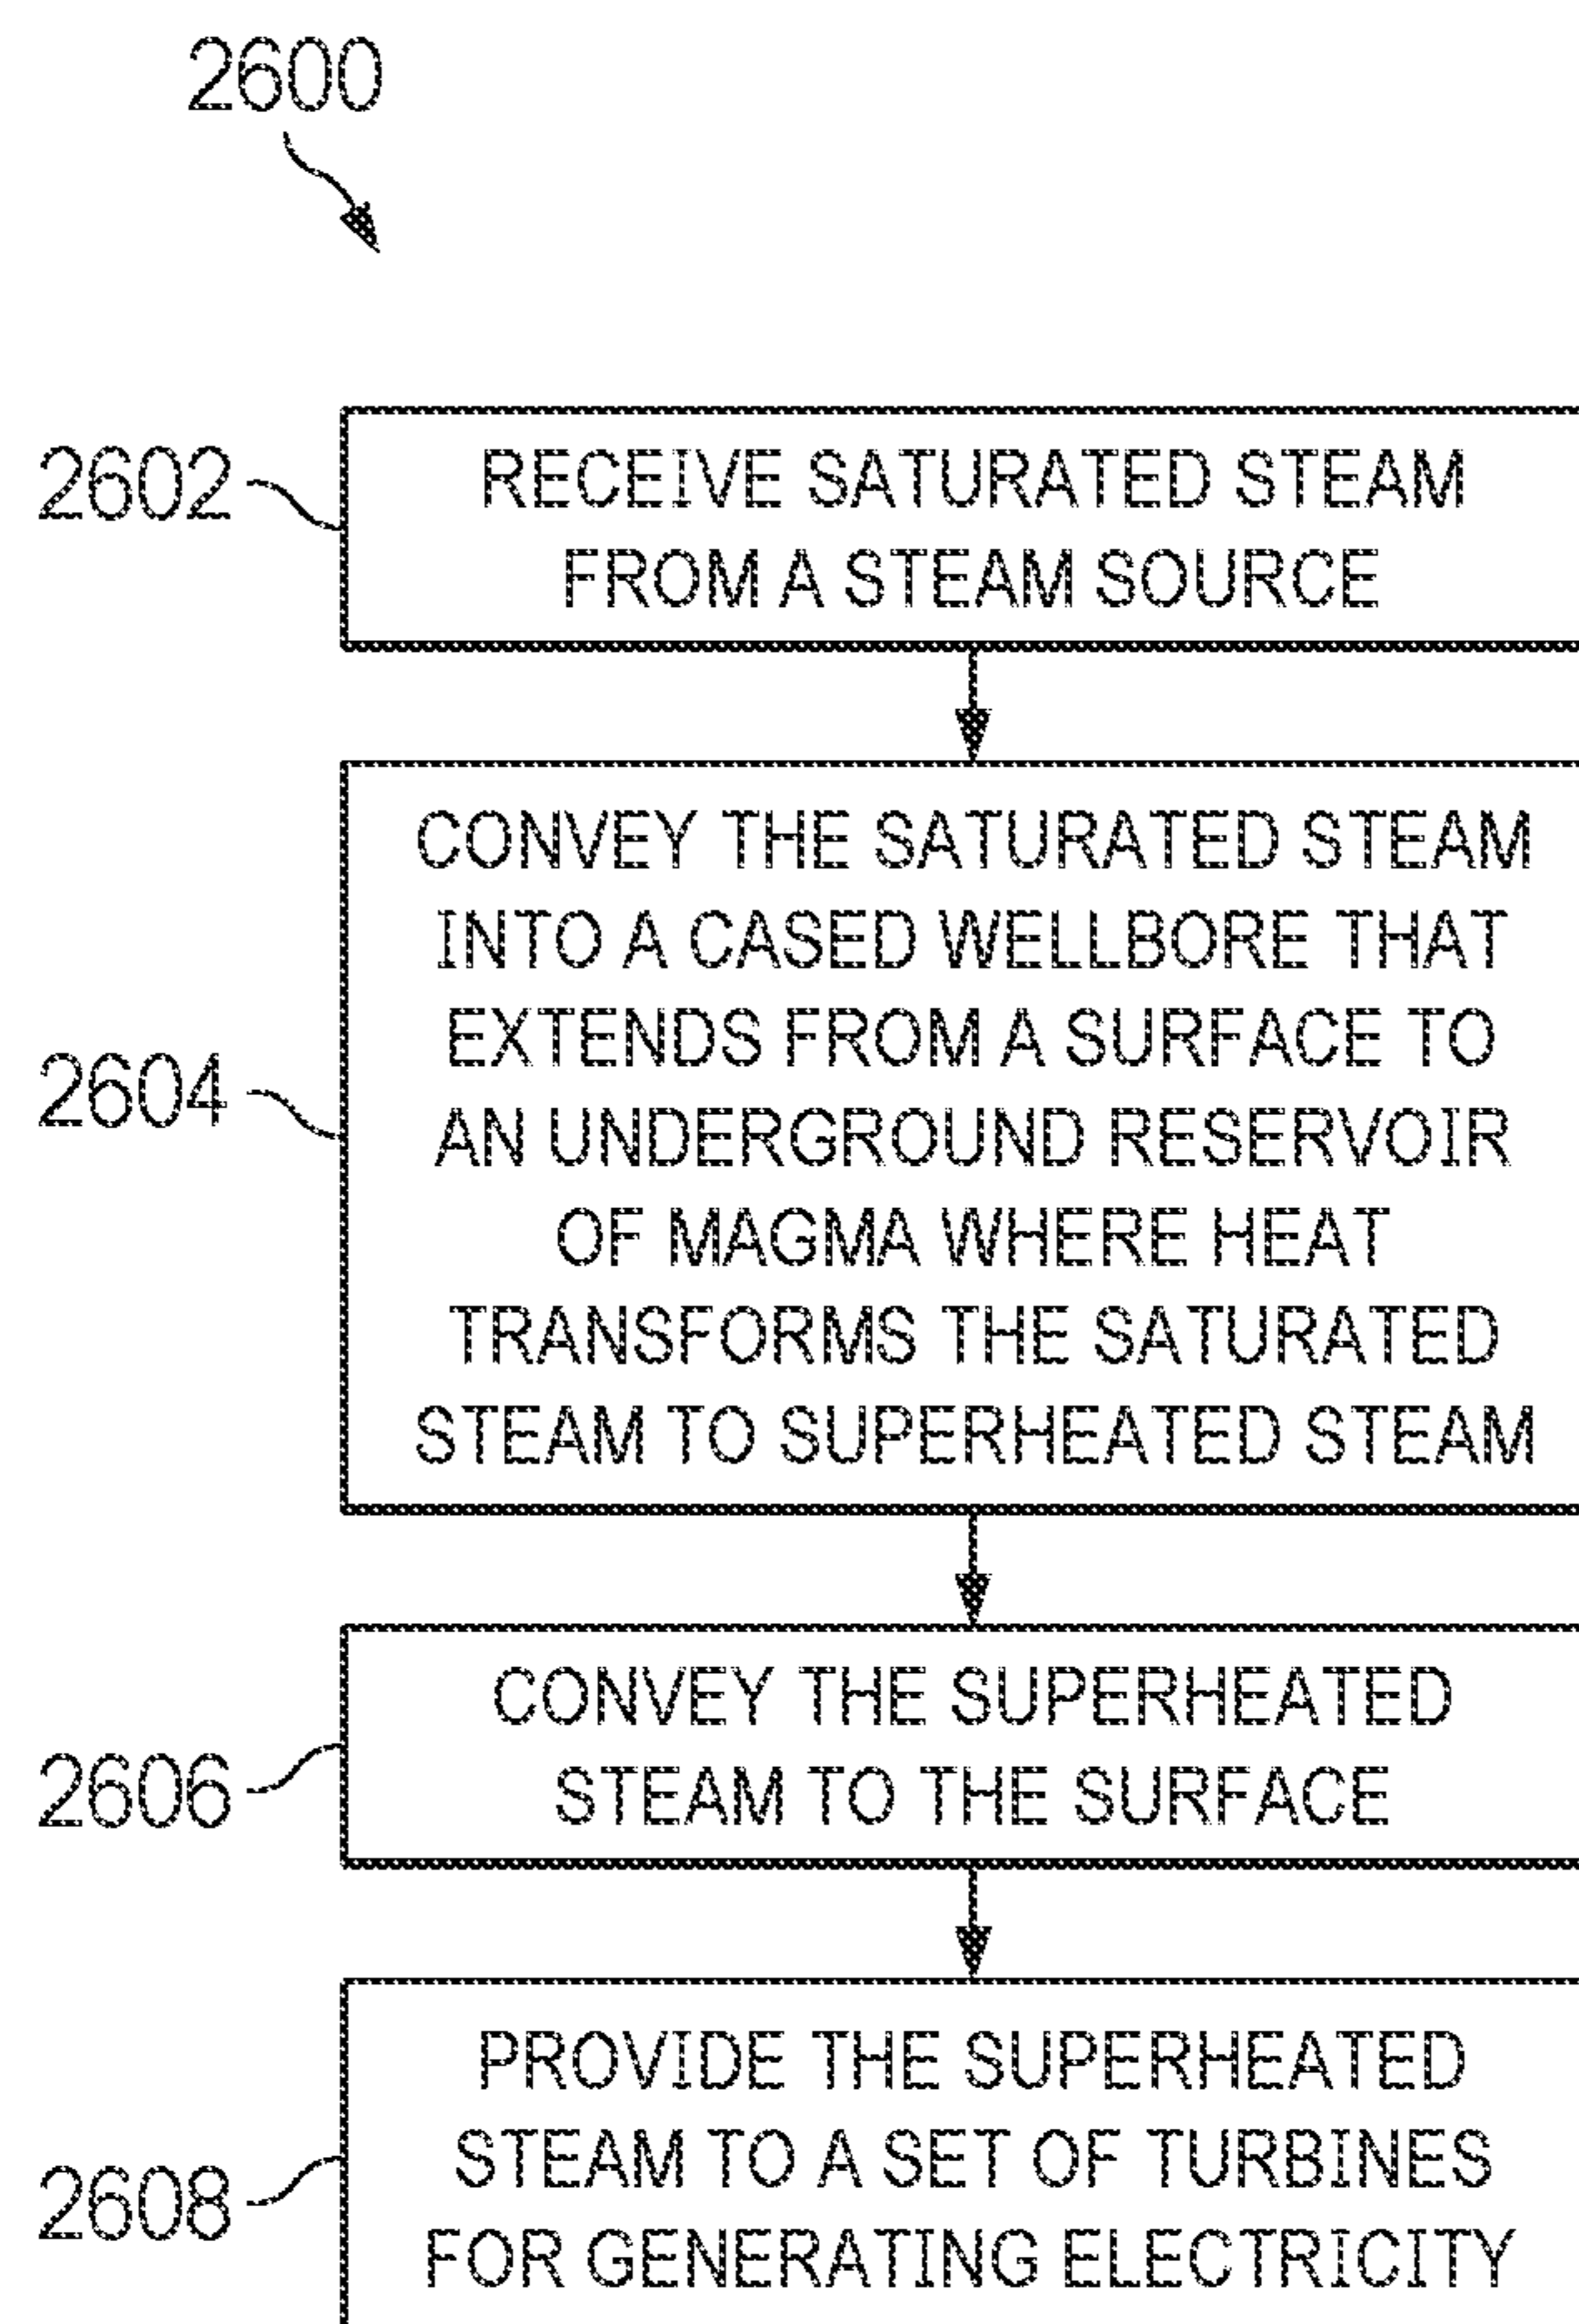 2600
2602
RECEIVE SATURATED STEAM
FROM A STEAM SOURCE
2604
CONVEY THE SATURATED STEAM
INTO A CASED WELLBORE THAT
EXTENDS FROM A SURFACE TO
AN UNDERGROUND RESERVOIR
OF MAGMA WHERE HEAT
TRANSFORMS THE SATURATED
STEAM TO SUPERHEATED STEAM
2606
CONVEY THE SUPERHEATED
STEAM TO THE SURFACE
2608
PROVIDE THE SUPERHEATED
STEAM TO A SET OF TURBINES
FOR GENERATING ELECTRICITY